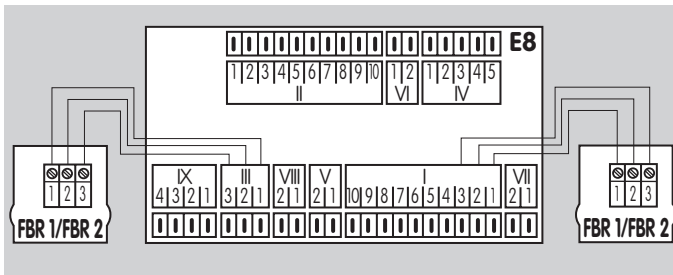 E8
1 2 3 4 5 6 7 8 9 10 1 2 1 2 3 4 5
II VI IV
IX III VIII V I VII
4 3 2 1 3 2 1 2 1 2 1 10 9 8 7 6 5 4 3 2 1 2 1
1 2 3
FBR 1/FBR 2
1 2 3
FBR 1/FBR 2